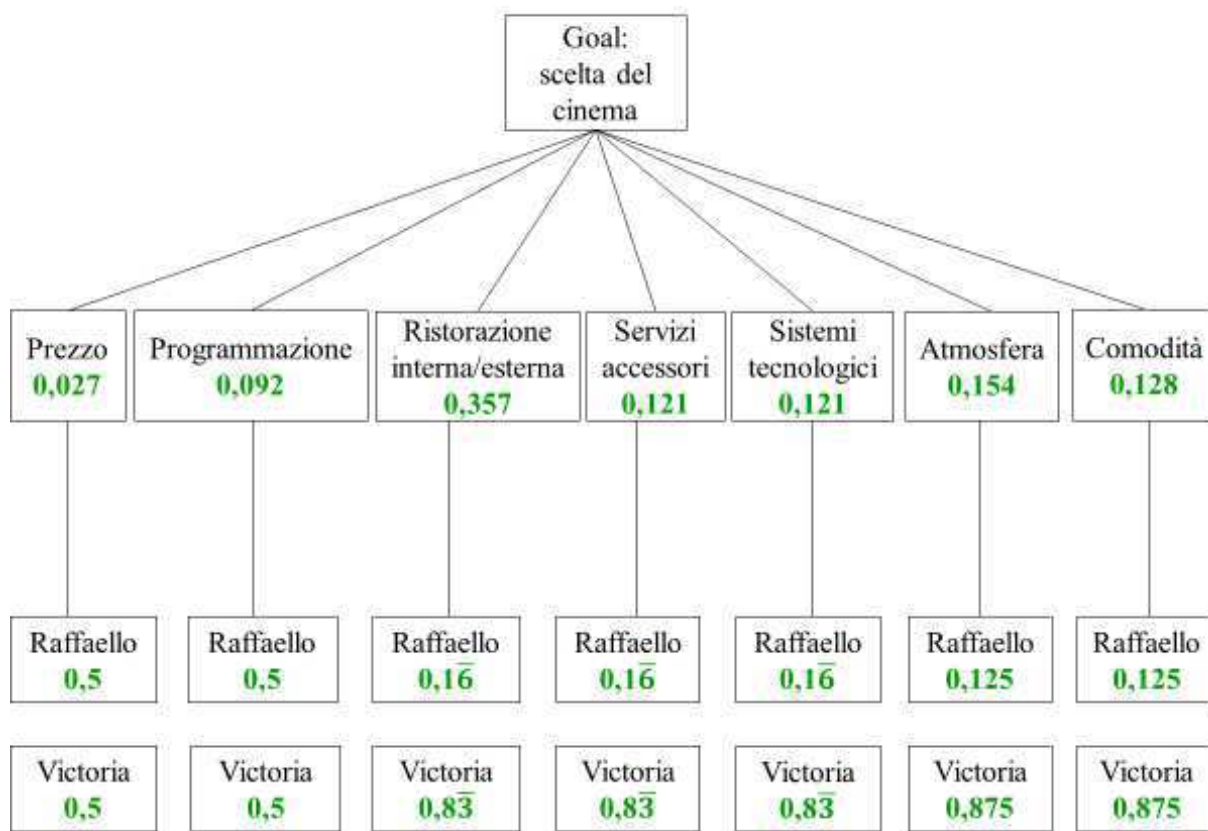 Goal:
scelta del
cinema
Prezzo
0,027
Programmazione
0,092
Ristorazione
interna/esterna
0,357
Servizi
accessori
0,121
Sistemi
tecnologici
0,121
Atmosfera
0,154
Comodità
0,128
Raffaello
0,5
Raffaello
0,5
Raffaello
0,16̅
Raffaello
0,16̅
Raffaello
0,16̅
Raffaello
0,125
Raffaello
0,125
Victoria
0,5
Victoria
0,5
Victoria
0,83̅
Victoria
0,83̅
Victoria
0,83̅
Victoria
0,875
Victoria
0,875